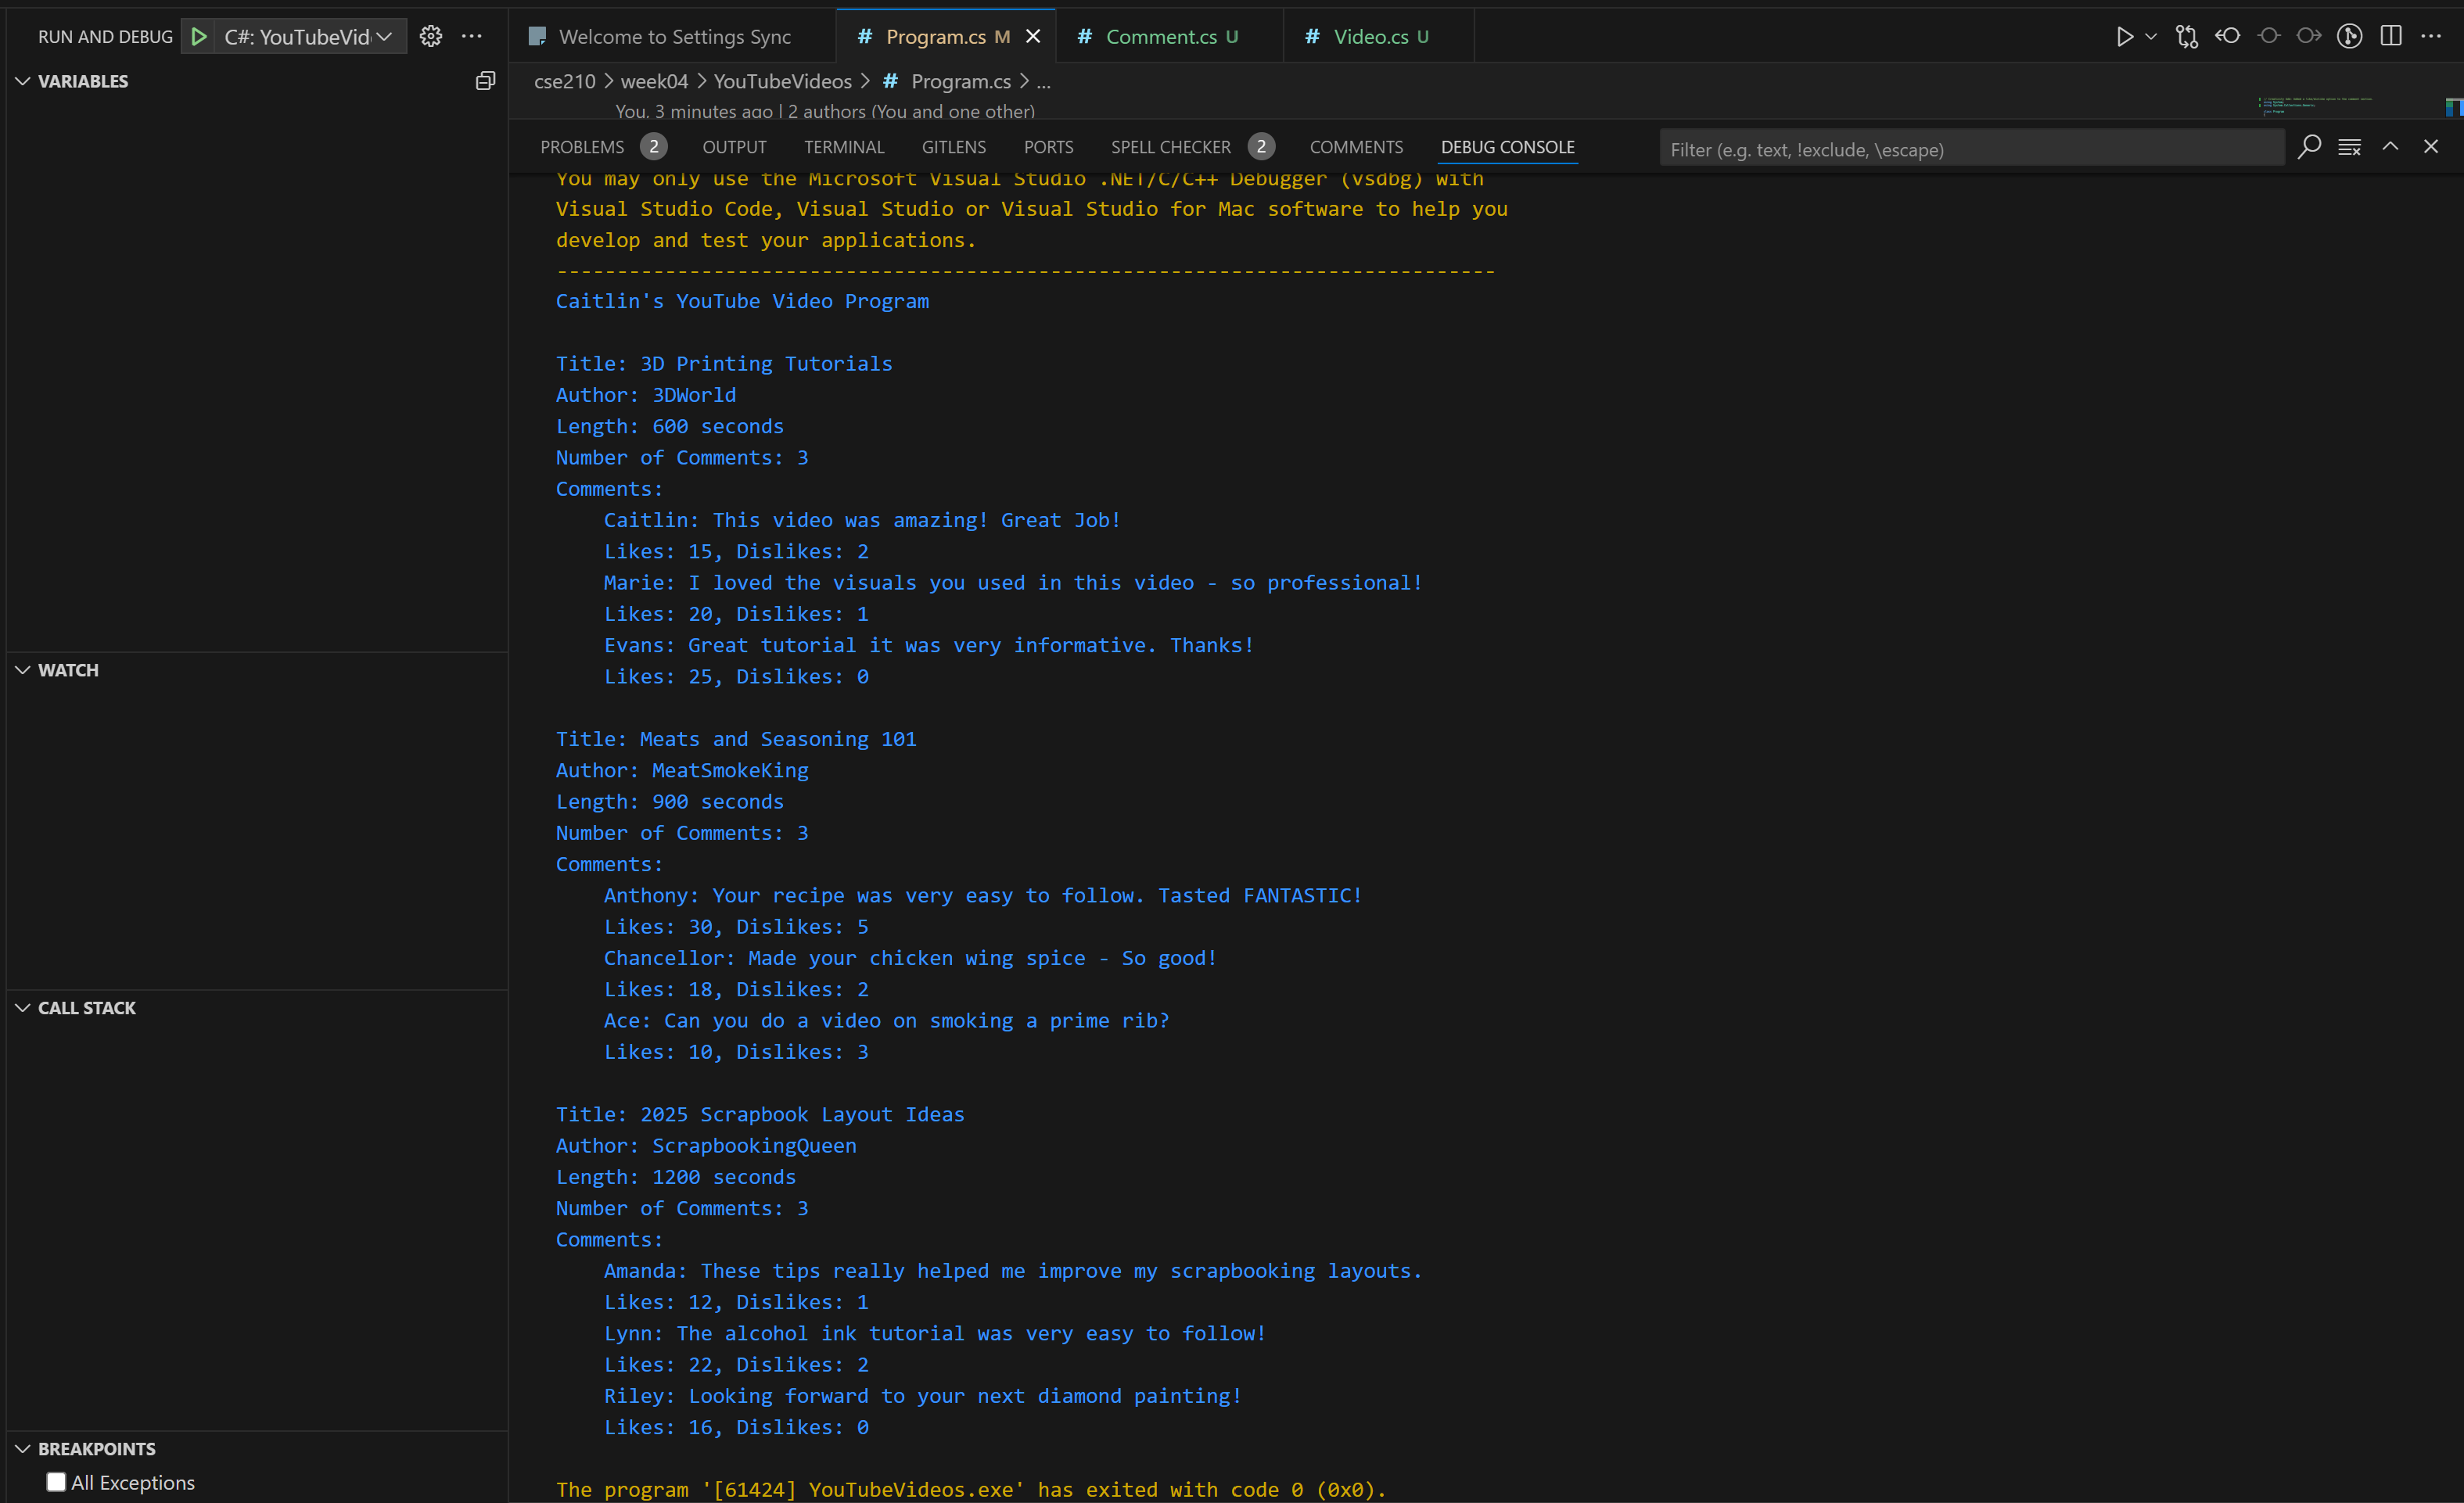 RUN AND DEBUG
C#: YouTubeVid
VARIABLES
WATCH
CALL STACK
BREAKPOINTS
All Exceptions
Welcome to Settings Sync
# Program.cs M
# Comment.cs U
# Video.cs U
cse210 > week04 > YouTubeVideos > # Program.cs > ...
You, 3 minutes ago | 2 authors (You and one other)
PROBLEMS 2 OUTPUT TERMINAL GITLENS PORTS SPELL CHECKER 2 COMMENTS DEBUG CONSOLE
Filter (e.g. text, !exclude, \escape)
You may only use the Microsoft Visual Studio .NET/C/C++ Debugger (vsdbg) with
Visual Studio Code, Visual Studio or Visual Studio for Mac software to help you
develop and test your applications.
------------------------------------------------------------------------------
Caitlin's YouTube Video Program
Title: 3D Printing Tutorials
Author: 3DWorld
Length: 600 seconds
Number of Comments: 3
Comments:
Caitlin: This video was amazing! Great Job!
Likes: 15, Dislikes: 2
Marie: I loved the visuals you used in this video - so professional!
Likes: 20, Dislikes: 1
Evans: Great tutorial it was very informative. Thanks!
Likes: 25, Dislikes: 0
Title: Meats and Seasoning 101
Author: MeatSmokeKing
Length: 900 seconds
Number of Comments: 3
Comments:
Anthony: Your recipe was very easy to follow. Tasted FANTASTIC!
Likes: 30, Dislikes: 5
Chancellor: Made your chicken wing spice - So good!
Likes: 18, Dislikes: 2
Ace: Can you do a video on smoking a prime rib?
Likes: 10, Dislikes: 3
Title: 2025 Scrapbook Layout Ideas
Author: ScrapbookingQueen
Length: 1200 seconds
Number of Comments: 3
Comments:
Amanda: These tips really helped me improve my scrapbooking layouts.
Likes: 12, Dislikes: 1
Lynn: The alcohol ink tutorial was very easy to follow!
Likes: 22, Dislikes: 2
Riley: Looking forward to your next diamond painting!
Likes: 16, Dislikes: 0
The program '[61424] YouTubeVideos.exe' has exited with code 0 (0x0).